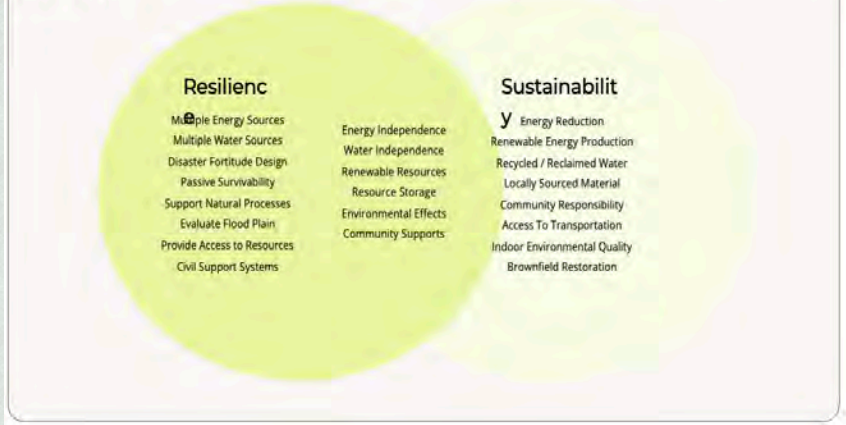 Resilience
Multiple Energy Sources
Multiple Water Sources
Disaster Fortitude Design
Passive Survivability
Support Natural Processes
Evaluate Flood Plain
Provide Access to Resources
Civil Support Systems
Energy Independence
Water Independence
Renewable Resources
Resource Storage
Environmental Effects
Community Supports
Sustainability
Energy Reduction
Renewable Energy Production
Recycled / Reclaimed Water
Locally Sourced Material
Community Responsibility
Access To Transportation
Indoor Environmental Quality
Brownfield Restoration